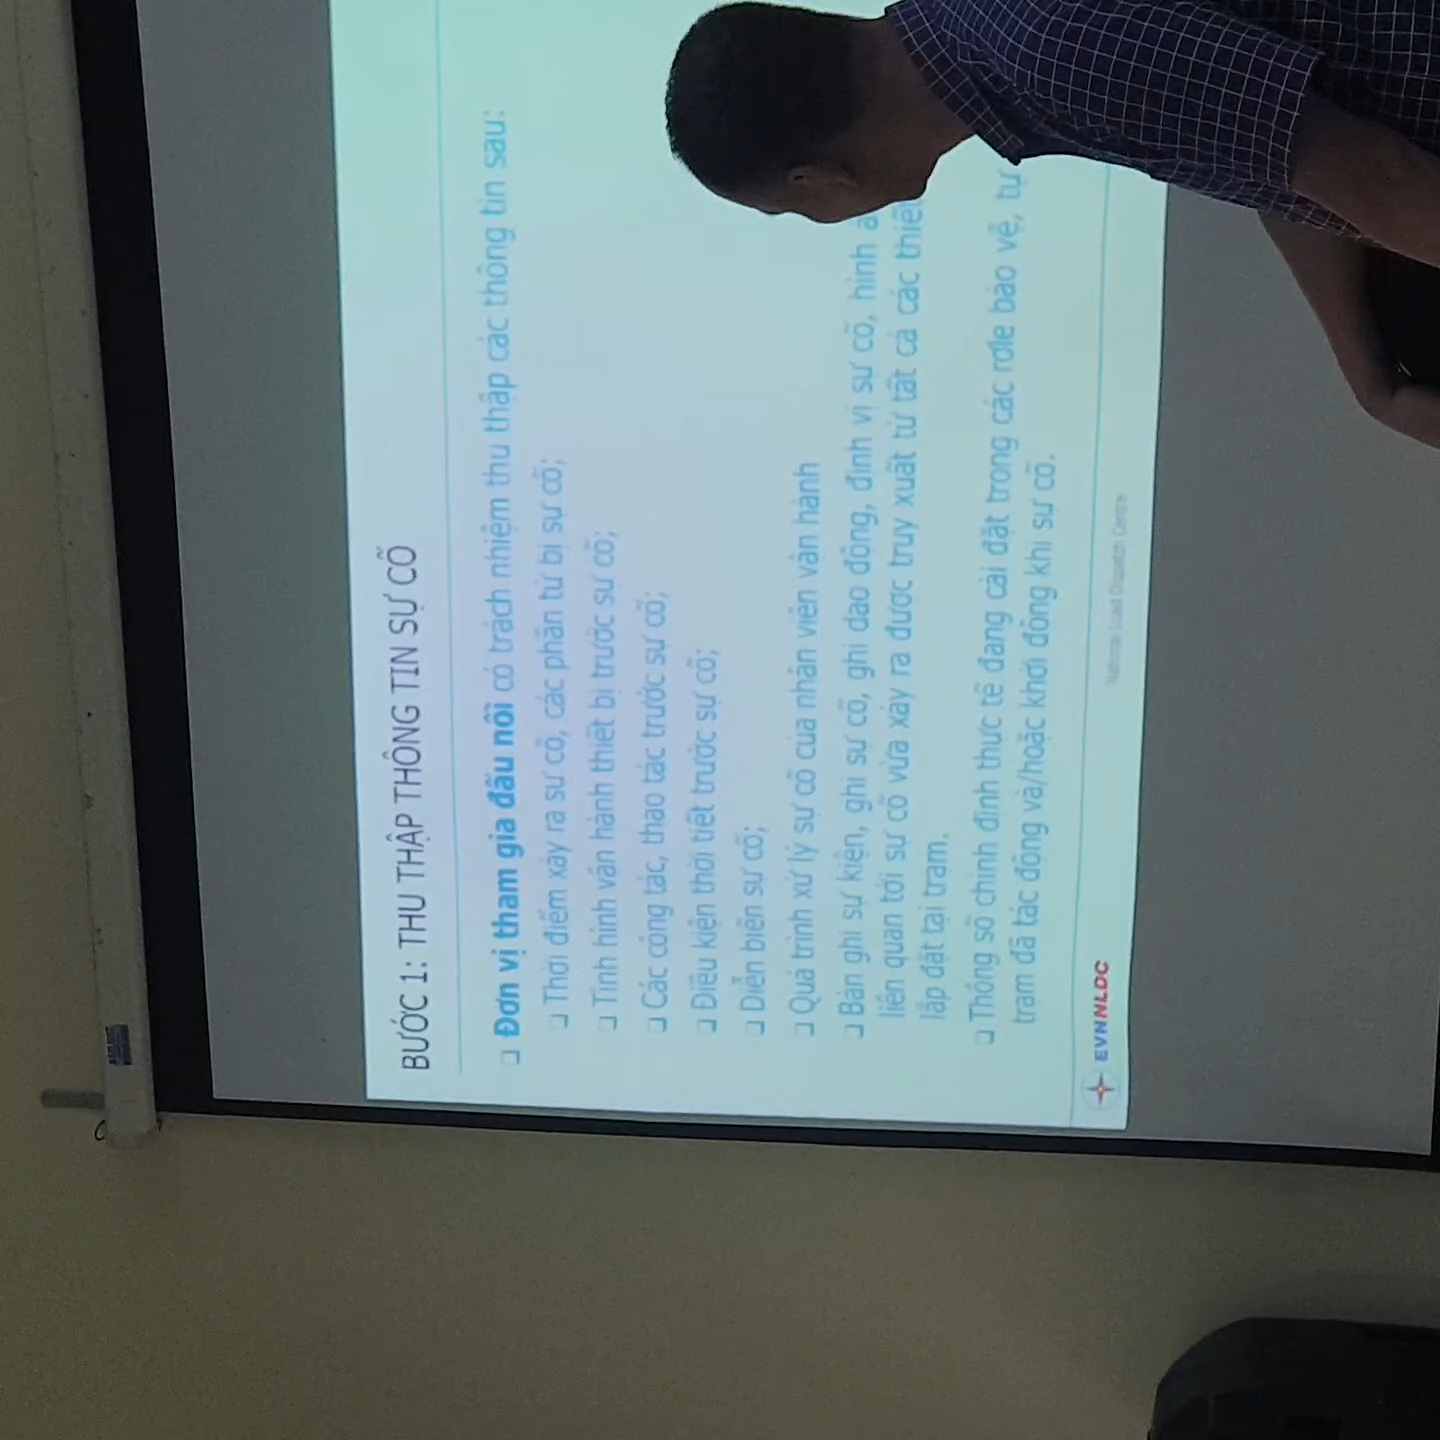 BƯỚC 1: THU THẬP THÔNG TIN SỰ CỐ
Đơn vị tham gia đấu nối có trách nhiệm thu thập các thông tin sau:
Thời điểm xảy ra sự cố, các phần tử bị sự cố;
Tình hình vận hành thiết bị trước sự cố;
Các công tác, thao tác trước sự cố;
Điều kiện thời tiết trước sự cố;
Diễn biến sự cố;
Quá trình xử lý sự cố của nhân viên vận hành
Bản ghi sự kiện, ghi sự cố, ghi dao động, định vị sự cố, hình
liên quan tới sự cố vừa xảy ra được truy xuất từ tất cả các thiết
lắp đặt tại trạm.
Thông số chỉnh định thực tế đang cài đặt trong các rơle bảo vệ, tự
trạm đã tác động và/hoặc khởi động khi sự cố.
EVNNLDC
National Load Dispatch Centre